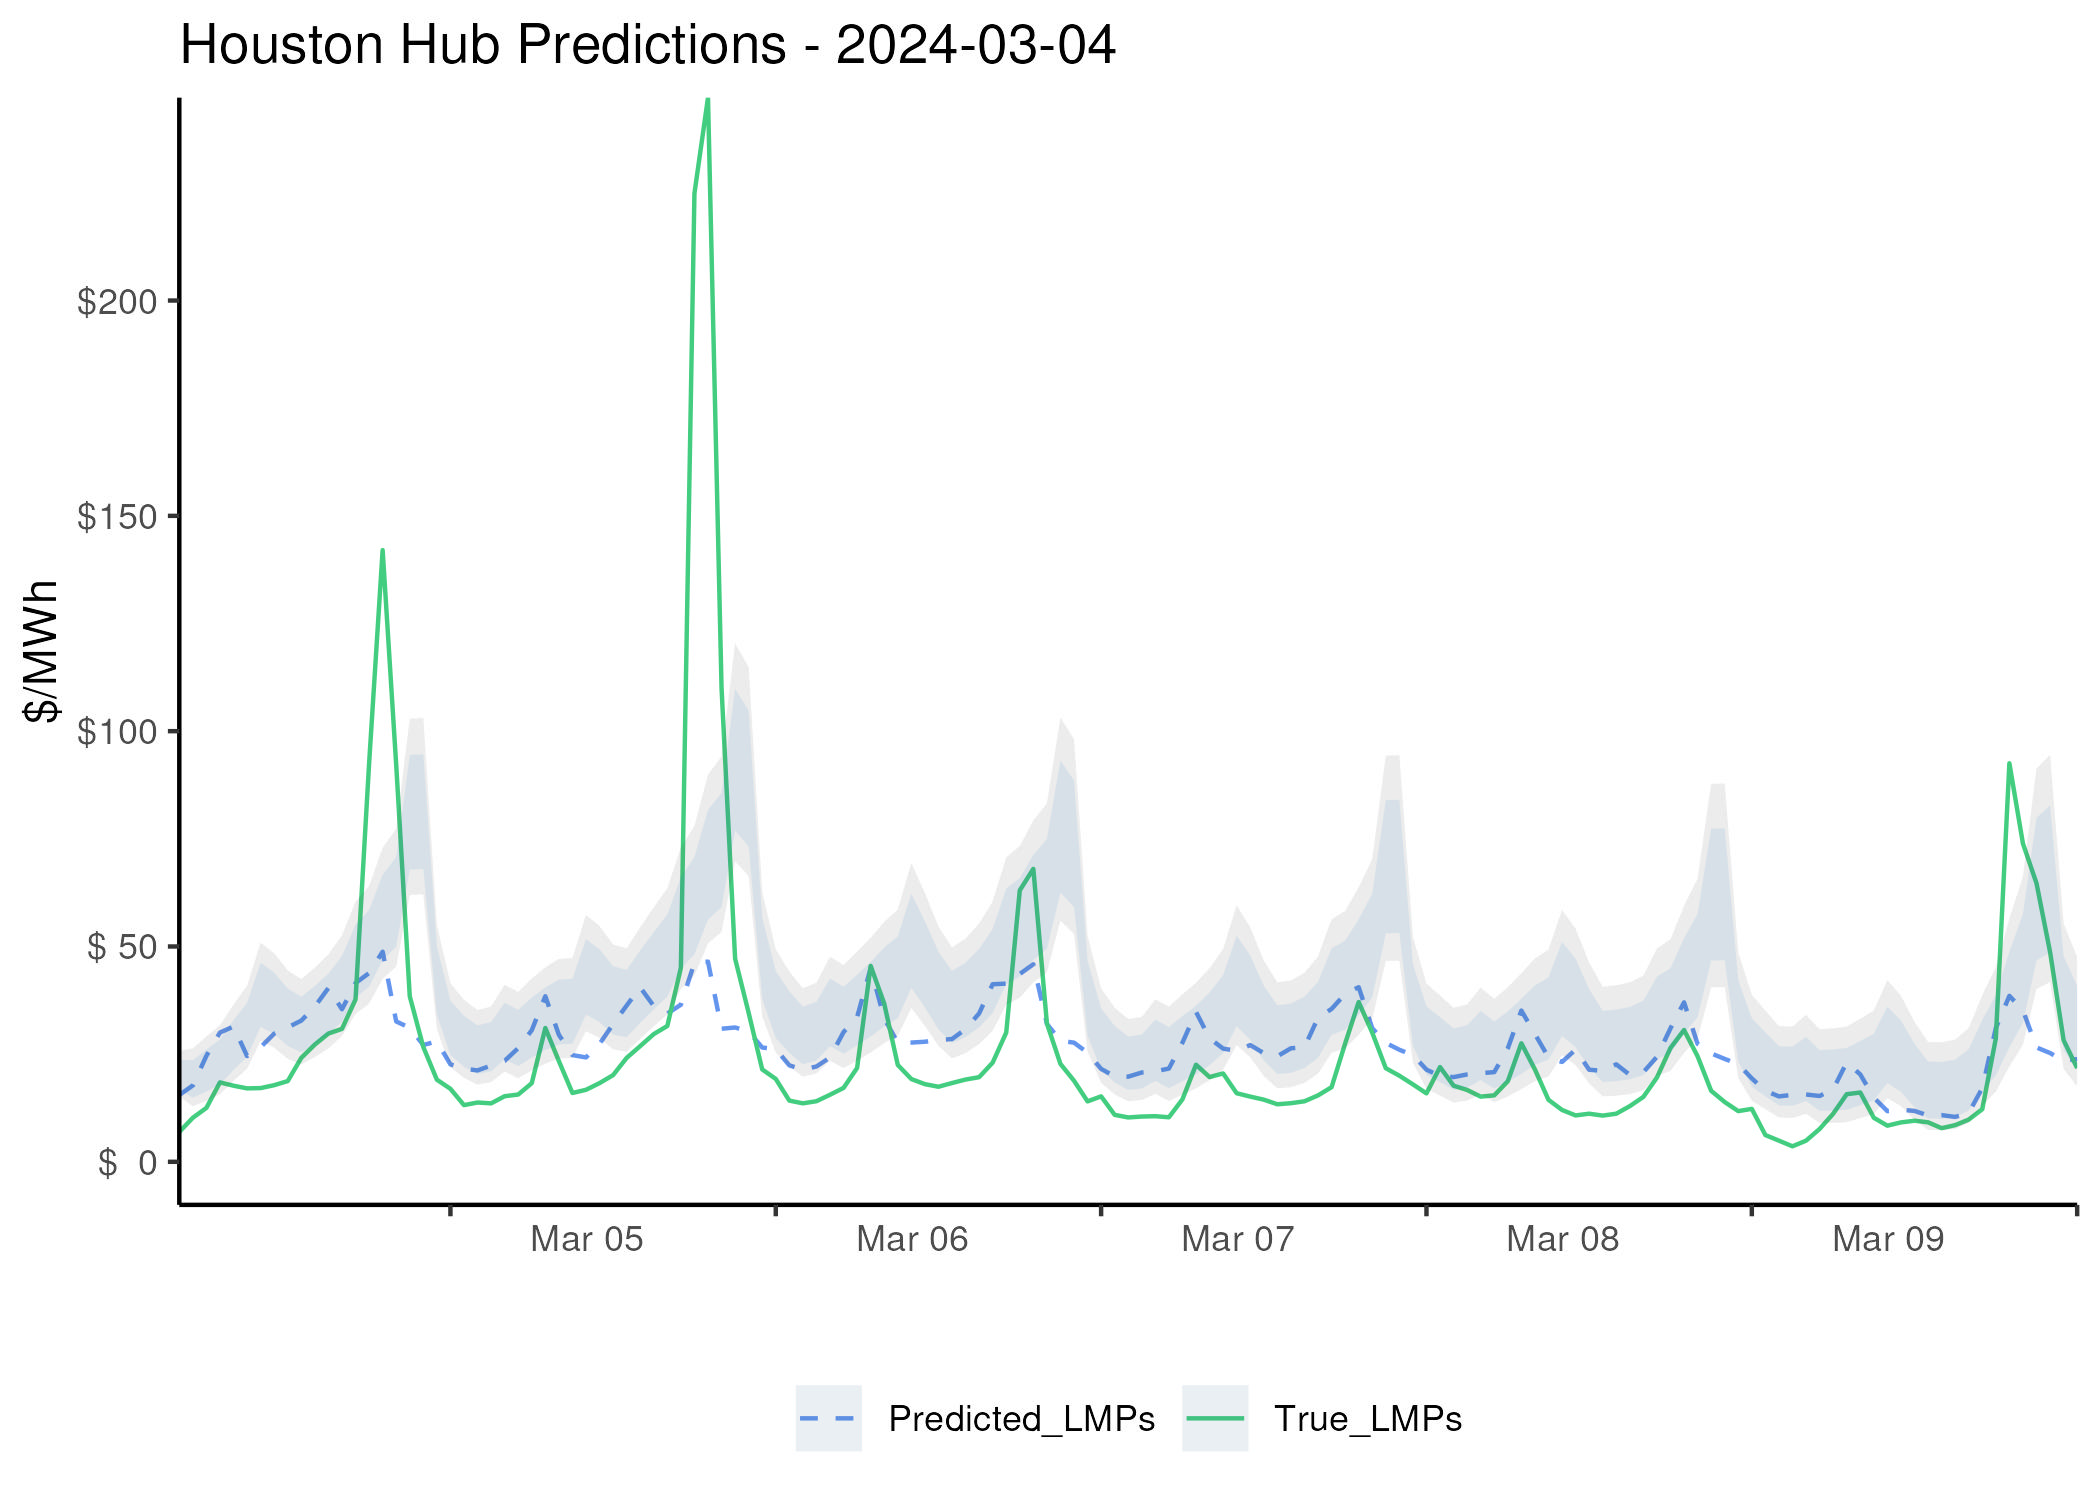 Houston Hub Predictions - 2024-03-04
$/MWh
$200
$150
$100
$ 50
$  0
Mar 05 Mar 06 Mar 07 Mar 08 Mar 09
Predicted_LMPs True_LMPs